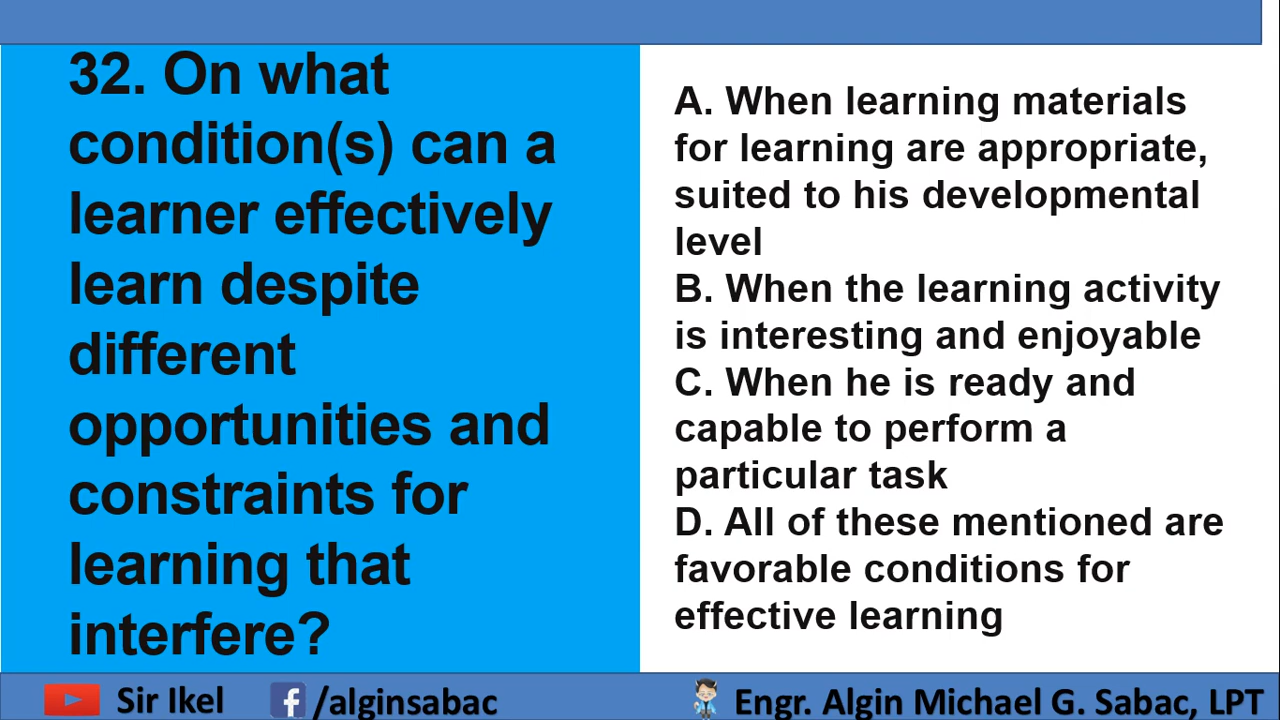 32. On what
condition(s) can a
learner effectively
learn despite
different
opportunities and
constraints for
learning that
interfere?
A. When learning materials
for learning are appropriate,
suited to his developmental
level
B. When the learning activity
is interesting and enjoyable
C. When he is ready and
capable to perform a
particular task
D. All of these mentioned are
favorable conditions for
effective learning
Sir Ikel
/alginsabac
Engr. Algin Michael G. Sabac, LPT